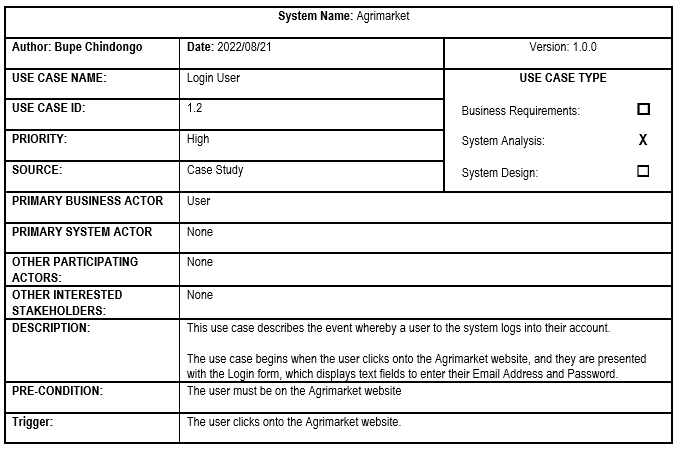 System Name: Agrimarket
Author: Bupe Chindongo Date: 2022/08/21 Version: 1.0.0
USE CASE NAME: Login User USE CASE TYPE
USE CASE ID: 1.2 Business Requirements: ☐
PRIORITY: High System Analysis: X
SOURCE: Case Study System Design: ☐
PRIMARY BUSINESS ACTOR User
PRIMARY SYSTEM ACTOR None
OTHER PARTICIPATING None
ACTORS:
OTHER INTERESTED None
STAKEHOLDERS:
DESCRIPTION: This use case describes the event whereby a user to the system logs into their account.
The use case begins when the user clicks onto the Agrimarket website, and they are presented
with the Login form, which displays text fields to enter their Email Address and Password.
PRE-CONDITION: The user must be on the Agrimarket website
Trigger: The user clicks onto the Agrimarket website.